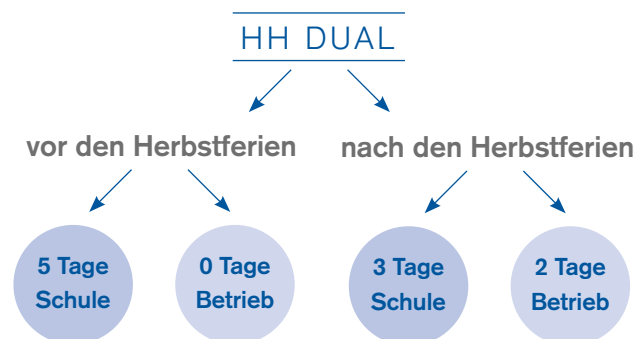 HH DUAL
vor den Herbstferien
nach den Herbstferien
5 Tage
Schule
0 Tage
Betrieb
3 Tage
Schule
2 Tage
Betrieb